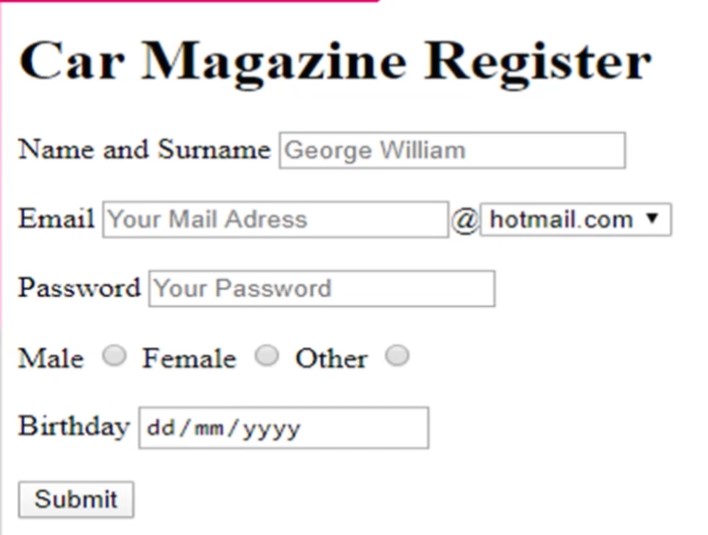 Car Magazine Register
Name and Surname George William
Email Your Mail Adress @ hotmail.com
Password Your Password
Male Female Other
Birthday dd/mm/yyyy
Submit